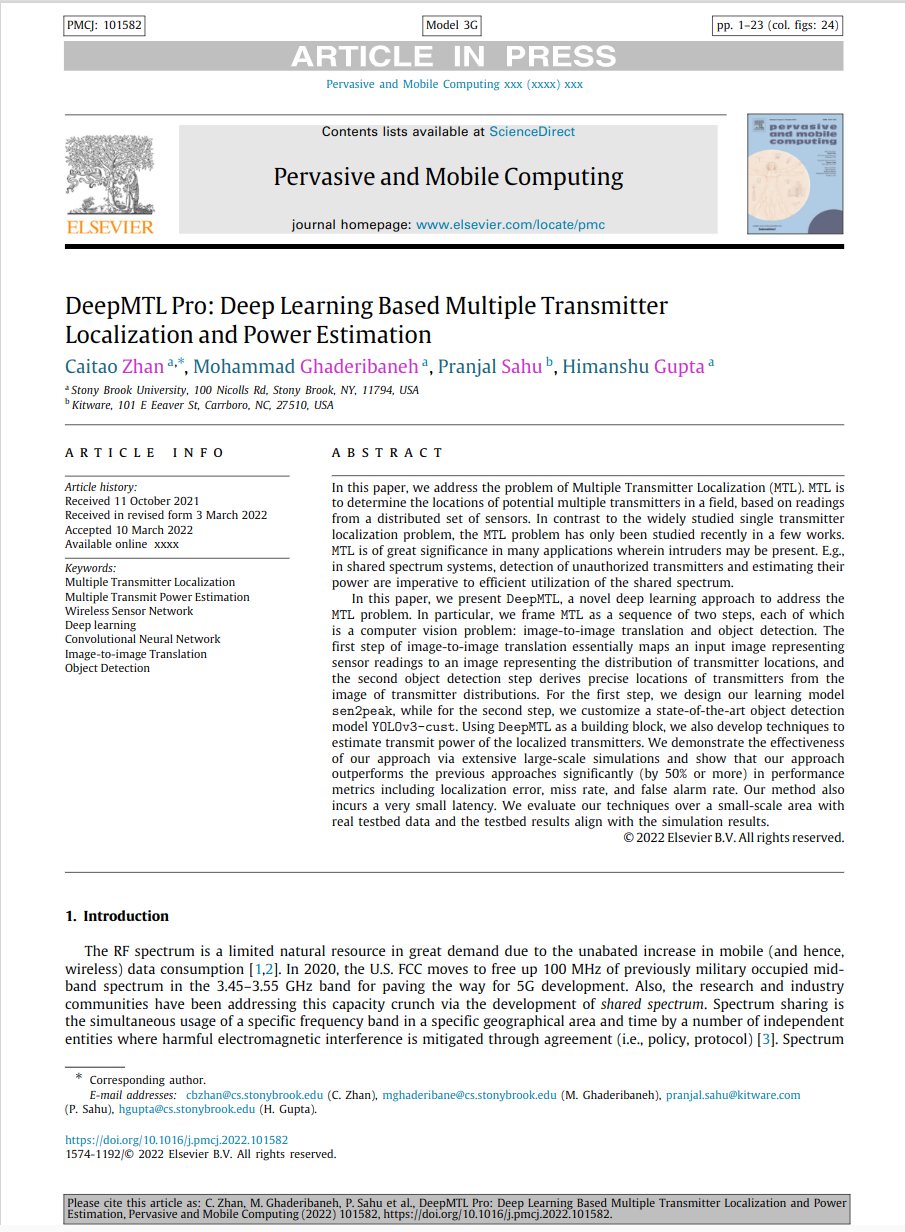 PMCJ: 101582
Model 3G
pp. 1–23 (col. figs: 24)
ARTICLE IN PRESS
Pervasive and Mobile Computing xxx (xxxx) xxx
Contents lists available at ScienceDirect
Pervasive and Mobile Computing
journal homepage: www.elsevier.com/locate/pmc
ELSEVIER
pervasive
and mobile
computing
DeepMTL Pro: Deep Learning Based Multiple Transmitter
Localization and Power Estimation
Caitao Zhan a,*, Mohammad Ghaderibaneh a, Pranjal Sahu b, Himanshu Gupta a
a Stony Brook University, 100 Nicolls Rd, Stony Brook, NY, 11794, USA
b Kitware, 101 E Eeaver St, Carrboro, NC, 27510, USA
ARTICLE INFO
Article history:
Received 11 October 2021
Received in revised form 3 March 2022
Accepted 10 March 2022
Available online xxxx
Keywords:
Multiple Transmitter Localization
Multiple Transmit Power Estimation
Wireless Sensor Network
Deep learning
Convolutional Neural Network
Image-to-image Translation
Object Detection
ABSTRACT
In this paper, we address the problem of Multiple Transmitter Localization (MTL). MTL is
to determine the locations of potential multiple transmitters in a field, based on readings
from a distributed set of sensors. In contrast to the widely studied single transmitter
localization problem, the MTL problem has only been studied recently in a few works.
MTL is of great significance in many applications wherein intruders may be present. E.g.,
in shared spectrum systems, detection of unauthorized transmitters and estimating their
power are imperative to efficient utilization of the shared spectrum.
In this paper, we present DeepMTL, a novel deep learning approach to address the
MTL problem. In particular, we frame MTL as a sequence of two steps, each of which
is a computer vision problem: image-to-image translation and object detection. The
first step of image-to-image translation essentially maps an input image representing
sensor readings to an image representing the distribution of transmitter locations, and
the second object detection step derives precise locations of transmitters from the
image of transmitter distributions. For the first step, we design our learning model
sen2peak, while for the second step, we customize a state-of-the-art object detection
model YOLOv3-cust. Using DeepMTL as a building block, we also develop techniques to
estimate transmit power of the localized transmitters. We demonstrate the effectiveness
of our approach via extensive large-scale simulations and show that our approach
outperforms the previous approaches significantly (by 50% or more) in performance
metrics including localization error, miss rate, and false alarm rate. Our method also
incurs a very small latency. We evaluate our techniques over a small-scale area with
real testbed data and the testbed results align with the simulation results.
© 2022 Elsevier B.V. All rights reserved.
1. Introduction
The RF spectrum is a limited natural resource in great demand due to the unabated increase in mobile (and hence,
wireless) data consumption [1,2]. In 2020, the U.S. FCC moves to free up 100 MHz of previously military occupied mid-
band spectrum in the 3.45–3.55 GHz band for paving the way for 5G development. Also, the research and industry
communities have been addressing this capacity crunch via the development of shared spectrum. Spectrum sharing is
the simultaneous usage of a specific frequency band in a specific geographical area and time by a number of independent
entities where harmful electromagnetic interference is mitigated through agreement (i.e., policy, protocol) [3]. Spectrum
* Corresponding author.
E-mail addresses: cbzhan@cs.stonybrook.edu (C. Zhan), mghaderibane@cs.stonybrook.edu (M. Ghaderibaneh), pranjal.sahu@kitware.com
(P. Sahu), hgupta@cs.stonybrook.edu (H. Gupta).
https://doi.org/10.1016/j.pmcj.2022.101582
1574-1192/© 2022 Elsevier B.V. All rights reserved.
Please cite this article as: C. Zhan, M. Ghaderibaneh, P. Sahu et al., DeepMTL Pro: Deep Learning Based Multiple Transmitter Localization and Power
Estimation, Pervasive and Mobile Computing (2022) 101582, https://doi.org/10.1016/j.pmcj.2022.101582.